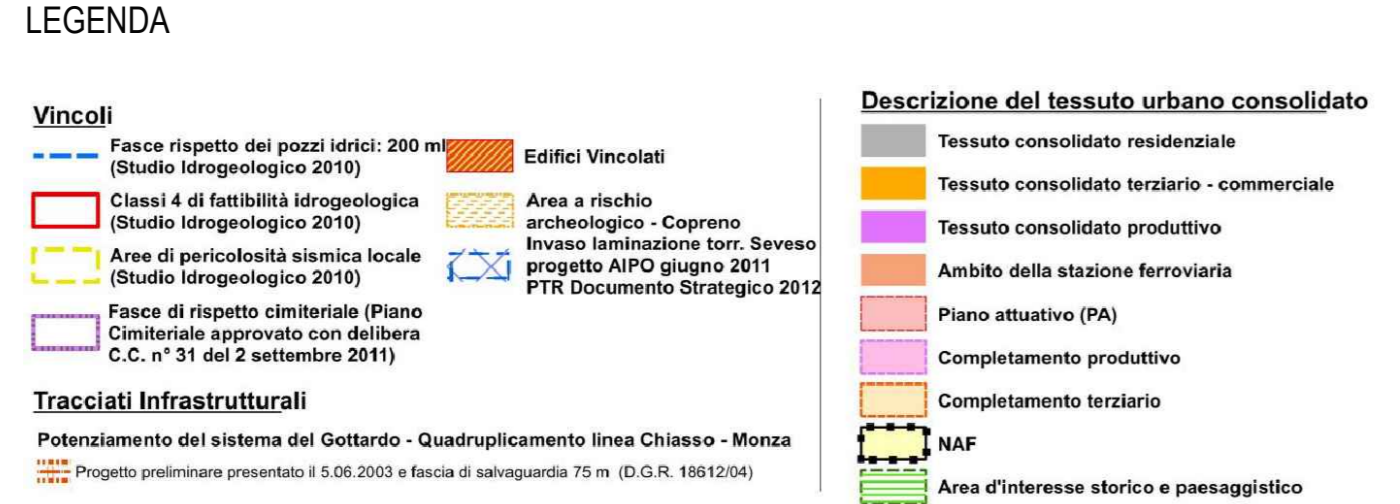 LEGENDA
Vincoli
Fasce rispetto dei pozzi idrici: 200 ml
(Studio Idrogeologico 2010)
Classi 4 di fattibilità idrogeologica
(Studio Idrogeologico 2010)
Aree di pericolosità sismica locale
(Studio Idrogeologico 2010)
Fasce di rispetto cimiteriale (Piano
Cimiteriale approvato con delibera
C.C. n° 31 del 2 settembre 2011)
Edifici Vincolati
Area a rischio
archeologico - Copreno
Invaso laminazione torr. Seveso
progetto AIPO giugno 2011
PTR Documento Strategico 2012
Tracciati Infrastrutturali
Potenziamento del sistema del Gottardo - Quadruplicamento linea Chiasso - Monza
Progetto preliminare presentato il 5.06.2003 e fascia di salvaguardia 75 m (D.G.R. 18612/04)
Descrizione del tessuto urbano consolidato
Tessuto consolidato residenziale
Tessuto consolidato terziario - commerciale
Tessuto consolidato produttivo
Ambito della stazione ferroviaria
Piano attuativo (PA)
Completamento produttivo
Completamento terziario
NAF
Area d'interesse storico e paesaggistico